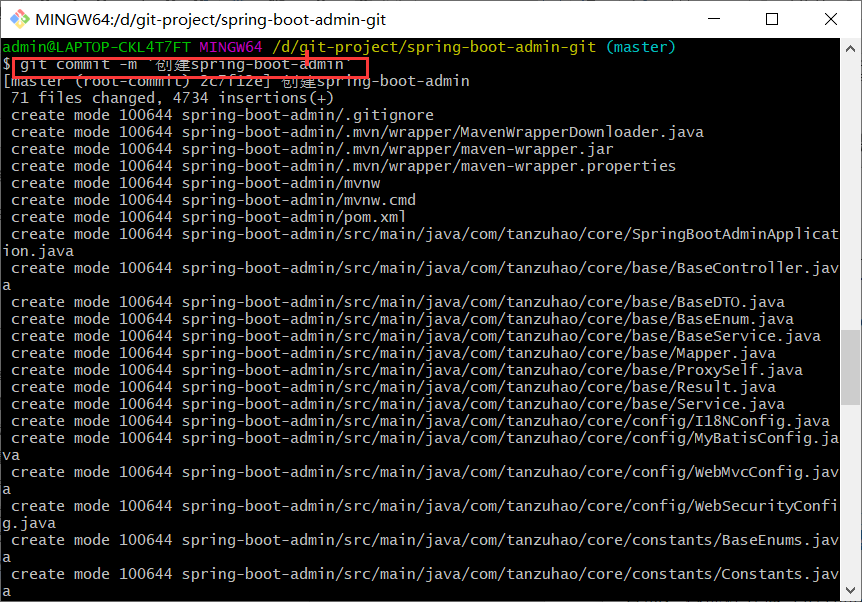 MINGW64:/d/git-project/spring-boot-admin-git
admin@LAPTOP-CKL4T7FT MINGW64 /d/git-project/spring-boot-admin-git (master)
$ git commit -m '创建spring-boot-admin'
[master (root-commit) 2c7f12e] 创建spring-boot-admin
71 files changed, 4734 insertions(+)
create mode 100644 spring-boot-admin/.gitignore
create mode 100644 spring-boot-admin/.mvn/wrapper/MavenWrapperDownloader.java
create mode 100644 spring-boot-admin/.mvn/wrapper/maven-wrapper.jar
create mode 100644 spring-boot-admin/.mvn/wrapper/maven-wrapper.properties
create mode 100644 spring-boot-admin/mvnw
create mode 100644 spring-boot-admin/mvnw.cmd
create mode 100644 spring-boot-admin/pom.xml
create mode 100644 spring-boot-admin/src/main/java/com/tanzuhao/core/SpringBootAdminApplicat
ion.java
create mode 100644 spring-boot-admin/src/main/java/com/tanzuhao/core/base/BaseController.jav
a
create mode 100644 spring-boot-admin/src/main/java/com/tanzuhao/core/base/BaseDTO.java
create mode 100644 spring-boot-admin/src/main/java/com/tanzuhao/core/base/BaseEnum.java
create mode 100644 spring-boot-admin/src/main/java/com/tanzuhao/core/base/BaseService.java
create mode 100644 spring-boot-admin/src/main/java/com/tanzuhao/core/base/Mapper.java
create mode 100644 spring-boot-admin/src/main/java/com/tanzuhao/core/base/ProxySelf.java
create mode 100644 spring-boot-admin/src/main/java/com/tanzuhao/core/base/Result.java
create mode 100644 spring-boot-admin/src/main/java/com/tanzuhao/core/base/Service.java
create mode 100644 spring-boot-admin/src/main/java/com/tanzuhao/core/config/I18NConfig.java
create mode 100644 spring-boot-admin/src/main/java/com/tanzuhao/core/config/MyBatisConfig.ja
va
create mode 100644 spring-boot-admin/src/main/java/com/tanzuhao/core/config/WebMvcConfig.jav
a
create mode 100644 spring-boot-admin/src/main/java/com/tanzuhao/core/config/WebSecurityConfi
g.java
create mode 100644 spring-boot-admin/src/main/java/com/tanzuhao/core/constants/BaseEnums.jav
a
create mode 100644 spring-boot-admin/src/main/java/com/tanzuhao/core/constants/Constants.jav
a